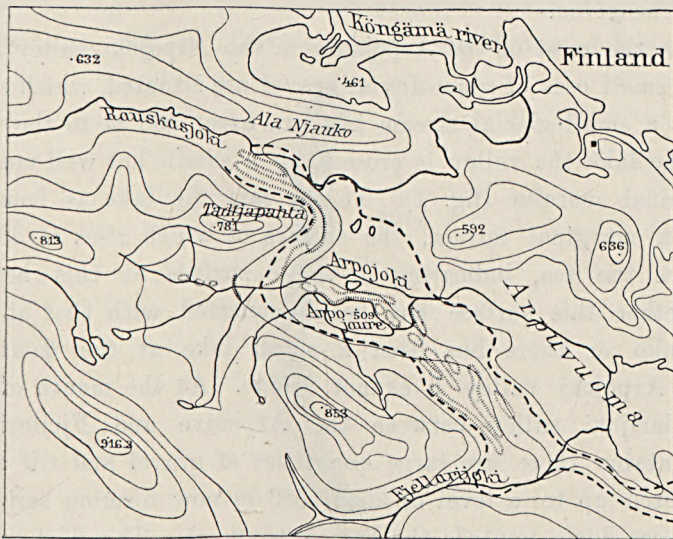 632
Köngämä river
Finland
461
Rauskasjoki
Ala Njauko
Tadtjapuhta
781
813
592
636
Arpojoki
Arpo-
509
jaure
Arpuvuoma
853
916.3
Fjellarijoki